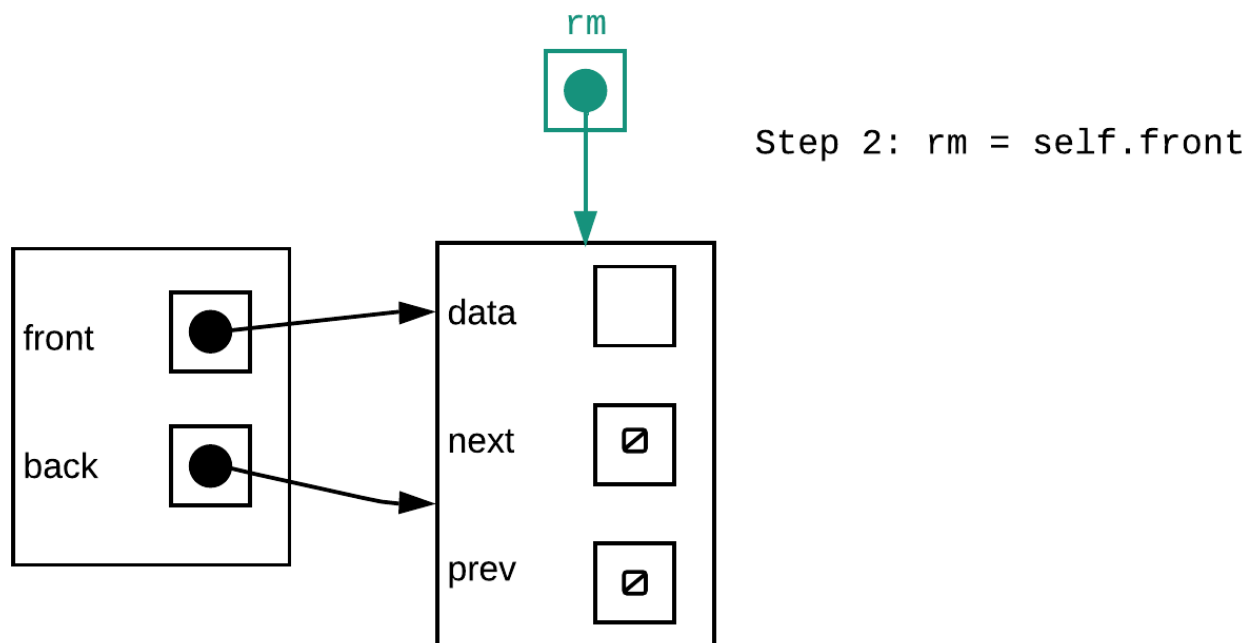 rm
Step 2: rm = self.front
front
back
data
next
prev